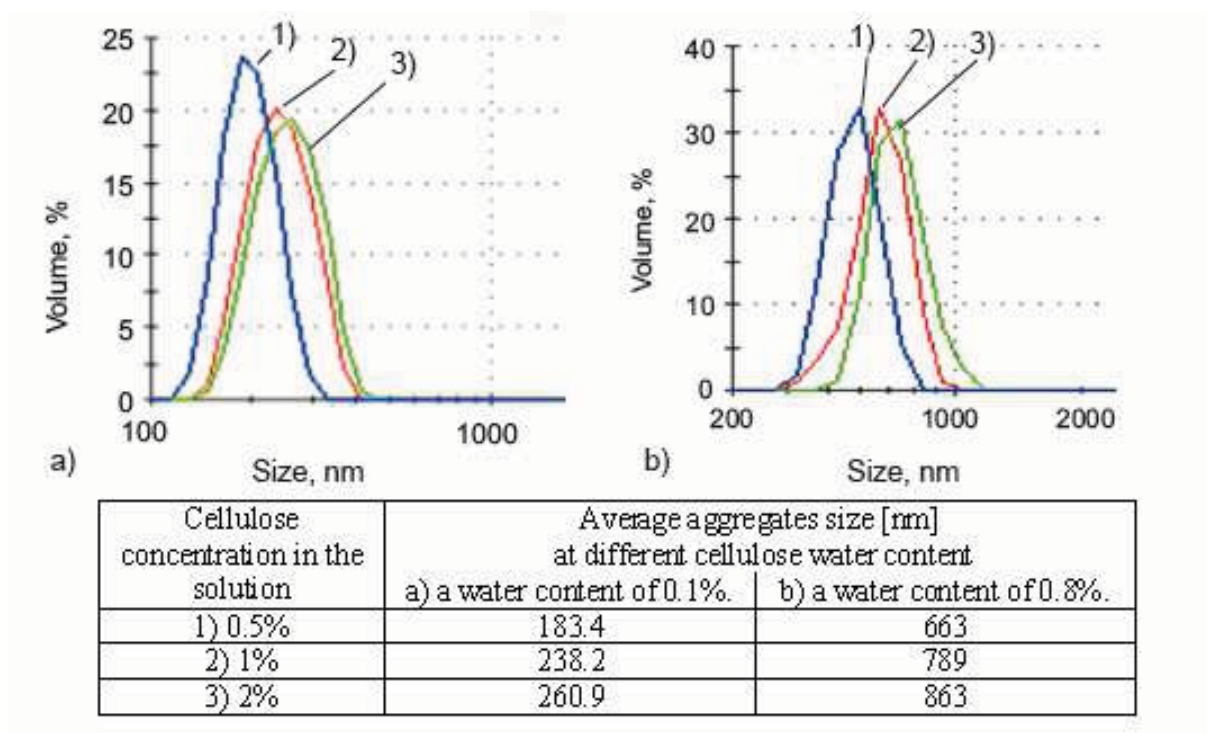 25
20
15
10
5
0
Volume, %
1)
2)
3)
100
1000
a)
Size, nm
40
30
20
10
0
Volume, %
1)
2)
3)
200
1000
2000
b)
Size, nm
Cellulose
concentration in the
solution
Average aggregates size [nm]
at different cellulose water content
a) a water content of 0.1%.
b) a water content of 0.8%.
1) 0.5%
183.4
663
2) 1%
238.2
789
3) 2%
260.9
863